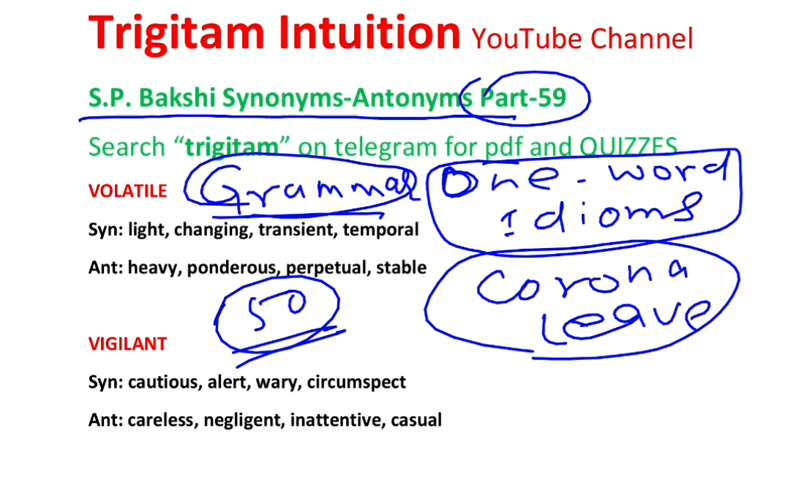 Trigitam Intuition YouTube Channel
S.P. Bakshi Synonyms-Antonyms Part-59
Search “trigitam” on telegram for pdf and QUIZZES
VOLATILE
Grammar
One-word
Idioms
Syn: light, changing, transient, temporal
Ant: heavy, ponderous, perpetual, stable
Corona
Leave
50
VIGILANT
Syn: cautious, alert, wary, circumspect
Ant: careless, negligent, inattentive, casual